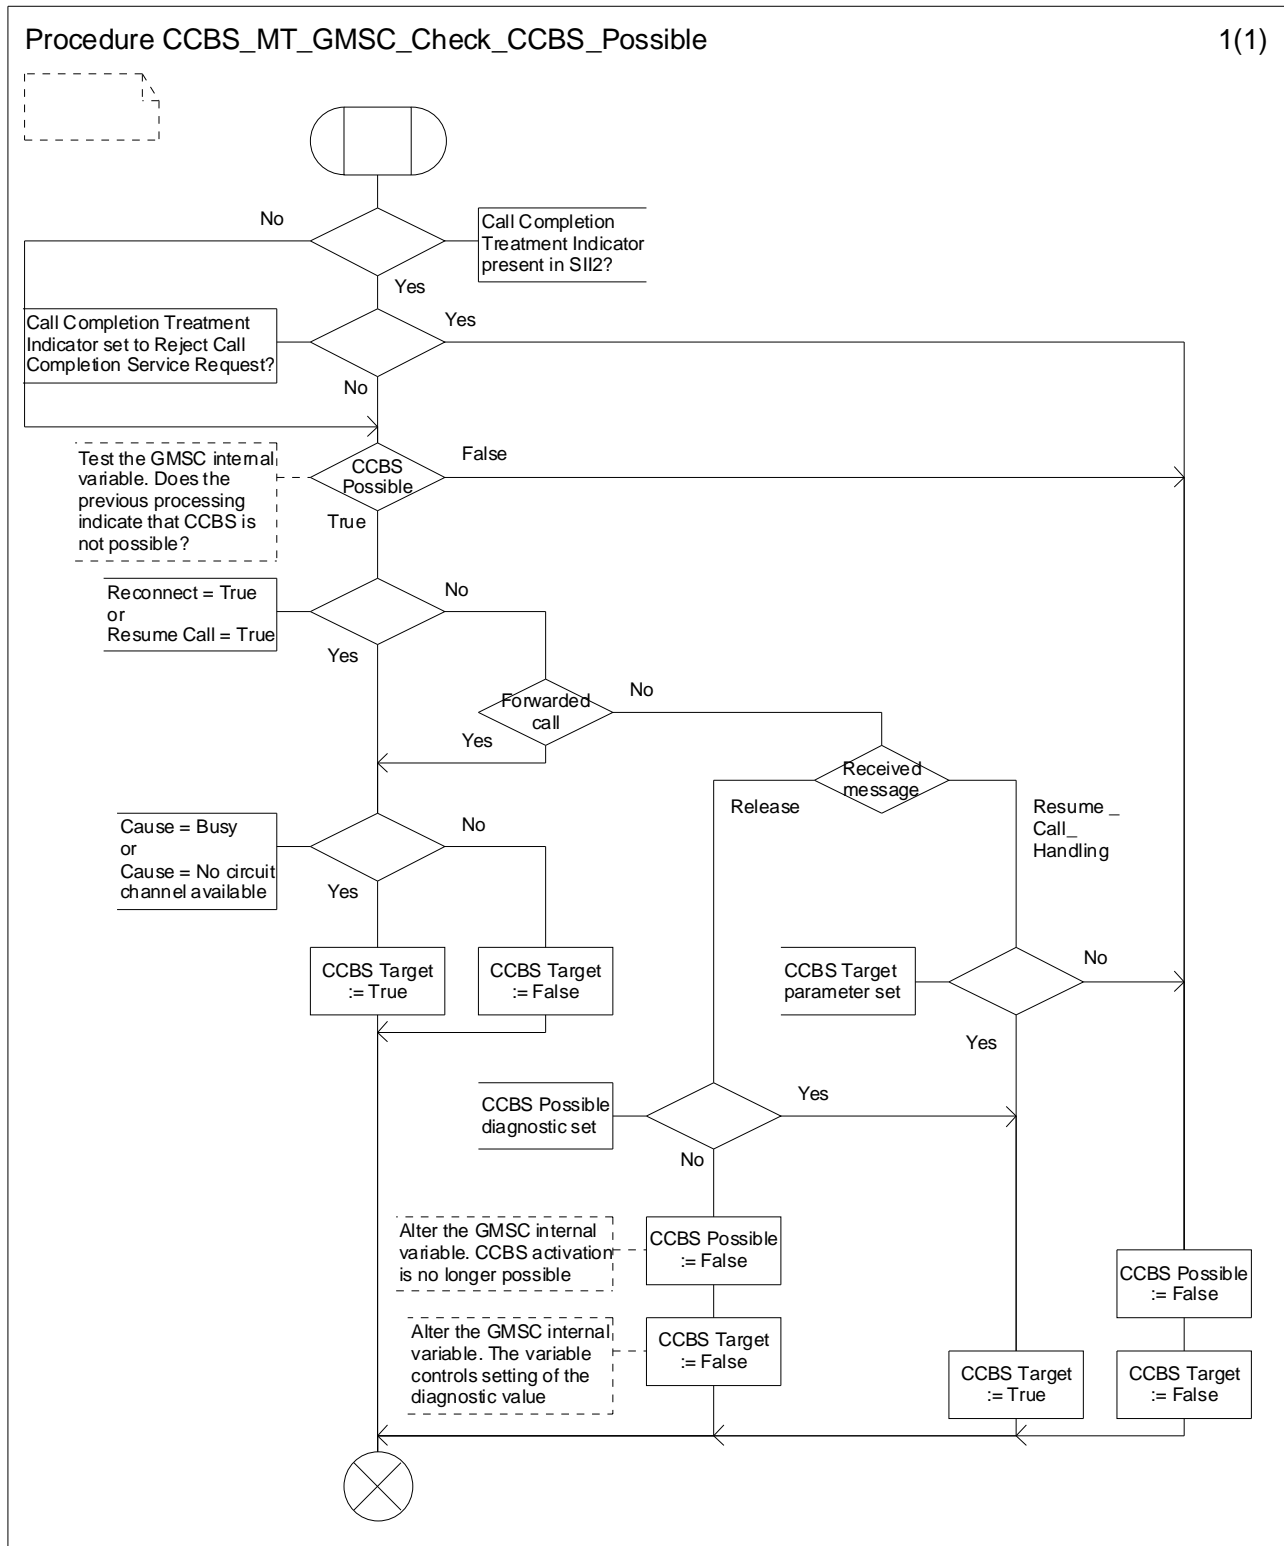 Procedure CCBS_MT_GMSC_Check_CCBS_Possible
1(1)
No
Call Completion
Treatment Indicator
present in SII2?
Yes
Call Completion Treatment
Indicator set to Reject Call
Completion Service Request?
Yes
No
Test the GMSC internal
variable. Does the
previous processing
indicate that CCBS is
not possible?
CCBS
Possible
False
True
Reconnect = True
or
Resume Call = True
No
Yes
Forwarded
call
No
Yes
Received
message
Release
Resume _
Call_
Handling
Cause = Busy
or
Cause = No circuit
channel available
No
Yes
CCBS Target
:= True
CCBS Target
:= False
CCBS Target
parameter set
No
Yes
CCBS Possible
diagnostic set
Yes
No
Alter the GMSC internal
variable. CCBS activation
is no longer possible
CCBS Possible
:= False
CCBS Possible
:= False
Alter the GMSC internal
variable. The variable
controls setting of the
diagnostic value
CCBS Target
:= False
CCBS Target
:= True
CCBS Target
:= False